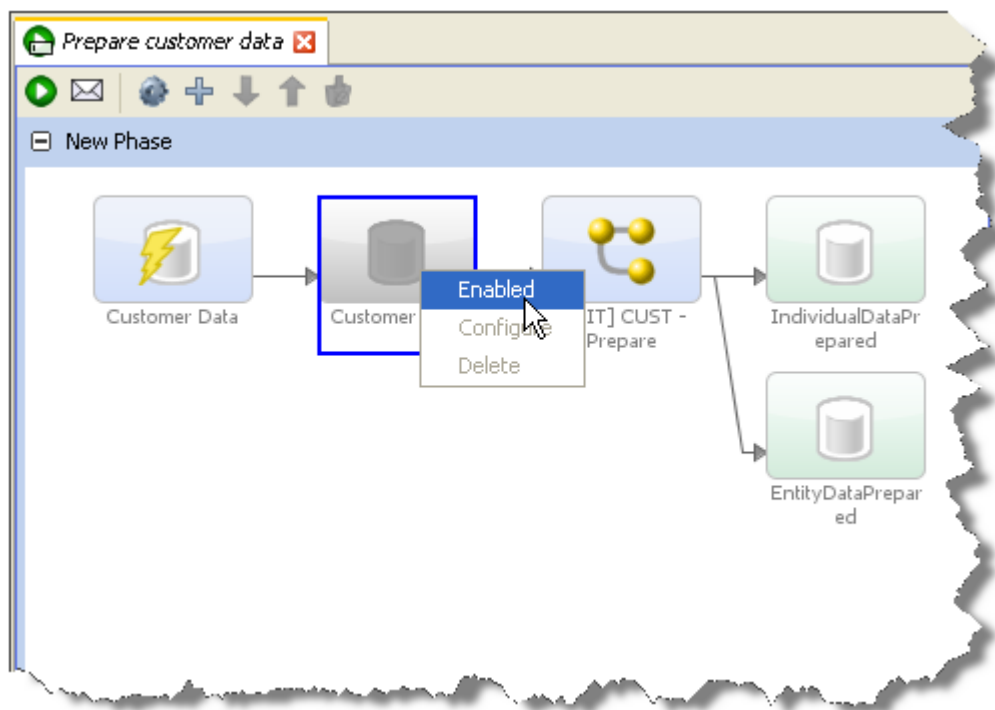 Prepare customer data
New Phase
Customer Data
Customer
Enabled
Configure
Delete
IT] CUST -
Prepare
IndividualDataPr
epared
EntityDataPrepar
ed